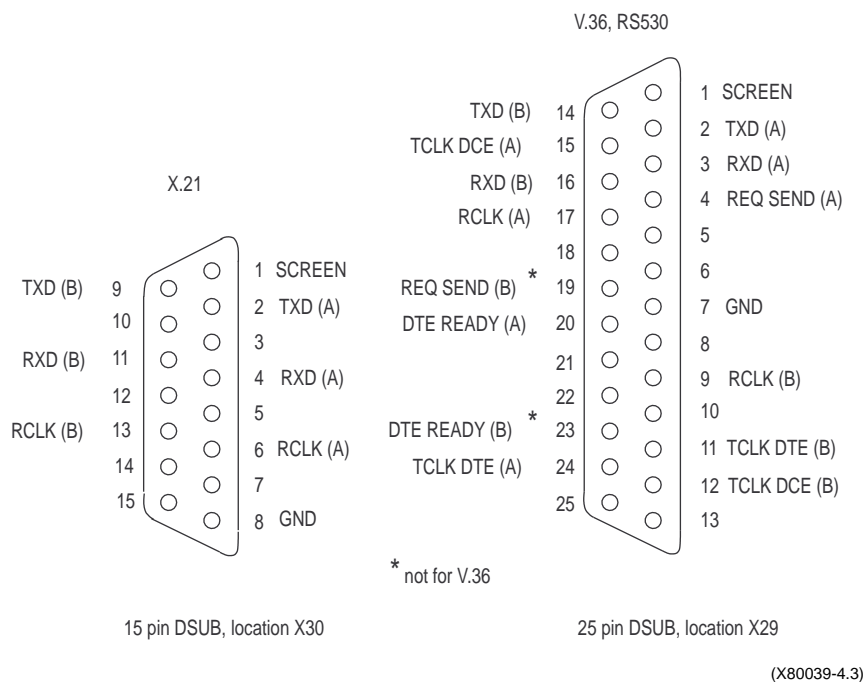 V.36, RS530
1 SCREEN
TXD (B) 14
2 TXD (A)
TCLK DCE (A) 15
3 RXD (A)
RXD (B) 16
4 REQ SEND (A)
RCLK (A) 17
5
18
6
REQ SEND (B) * 19
7 GND
DTE READY (A) 20
8
21
9 RCLK (B)
22
10
DTE READY (B) * 23
11 TCLK DTE (B)
TCLK DTE (A) 24
12 TCLK DCE (B)
25
13
X.21
1 SCREEN
TXD (B) 9
2 TXD (A)
10
3
RXD (B) 11
4 RXD (A)
12
5
RCLK (B) 13
6 RCLK (A)
14
7
15
8 GND
* not for V.36
15 pin DSUB, location X30
25 pin DSUB, location X29
(X80039-4.3)